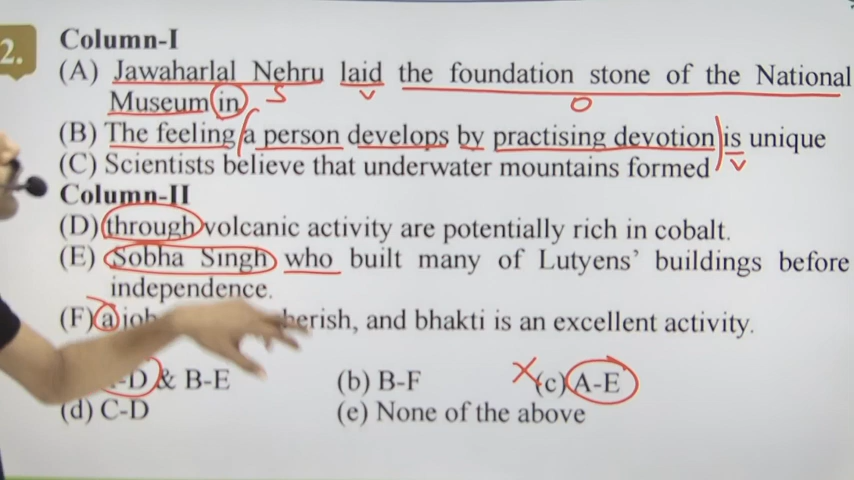 2.
Column-I
(A) Jawaharlal Nehru laid the foundation stone of the National
Museum in S V O
(B) The feeling a person develops by practising devotion is unique
(C) Scientists believe that underwater mountains formed V
Column-II
(D) through volcanic activity are potentially rich in cobalt.
(E) Sobha Singh who built many of Lutyens' buildings before
independence.
(F) a job and bhakti is an excellent activity.
-D & B-E (b) B-F X (c) A-E
(d) C-D (e) None of the above